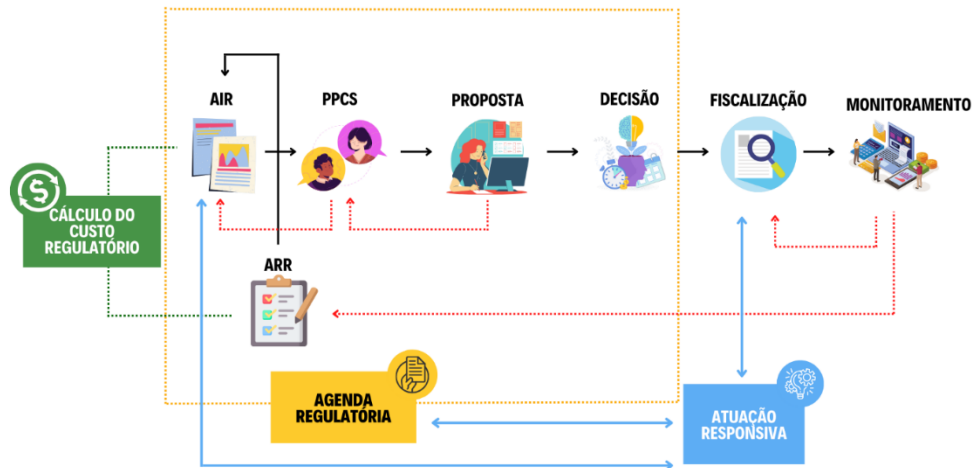 AIR
PPCS
PROPOSTA
DECISÃO
FISCALIZAÇÃO
MONITORAMENTO
CÁLCULO DO
CUSTO
REGULATÓRIO
ARR
AGENDA
REGULATÓRIA
ATUAÇÃO
RESPONSIVA